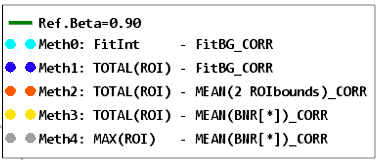 Ref.Beta=0.90
Meth0: FitInt - FitBG_CORR
Meth1: TOTAL(ROI) - FitBG_CORR
Meth2: TOTAL(ROI) - MEAN(2 ROIbounds)_CORR
Meth3: TOTAL(ROI) - MEAN(BNR[*])_CORR
Meth4: MAX(ROI) - MEAN(BNR[*])_CORR